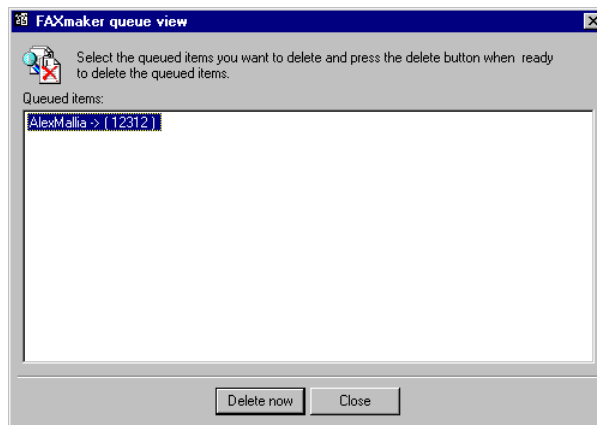 FAXmaker queue view
Select the queued items you want to delete and press the delete button when ready
to delete the queued items.
Queued items:
AlexMallia -> ( 12312 )
Delete now
Close